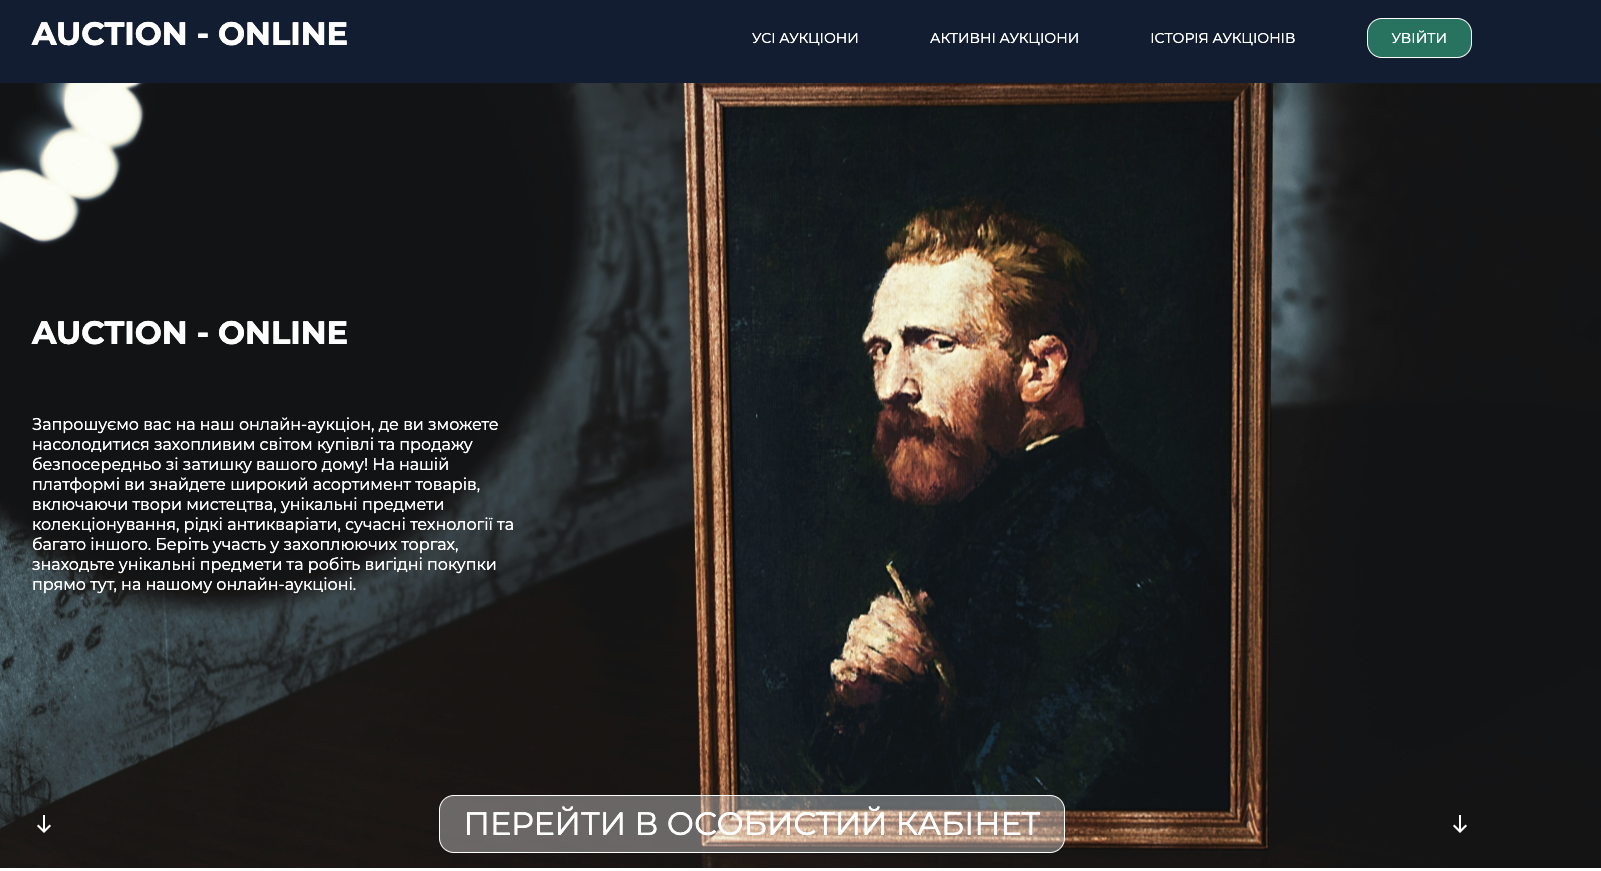 AUCTION - ONLINE
УСІ АУКЦІОНИ
АКТИВНІ АУКЦІОНИ
ІСТОРІЯ АУКЦІОНІВ
УВІЙТИ
AUCTION - ONLINE
Запрошуємо вас на наш онлайн-аукціон, де ви зможете
насолодитися захопливим світом купівлі та продажу
безпосередньо зі затишку вашого дому! На нашій
платформі ви знайдете широкий асортимент товарів,
включаючи твори мистецтва, унікальні предмети
колекціонування, рідкі антикваріати, сучасні технології та
багато іншого. Беріть участь у захоплюючих торгах,
знаходьте унікальні предмети та робіть вигідні покупки
прямо тут, на нашому онлайн-аукціоні.
ПЕРЕЙТИ В ОСОБИСТИЙ КАБІНЕТ